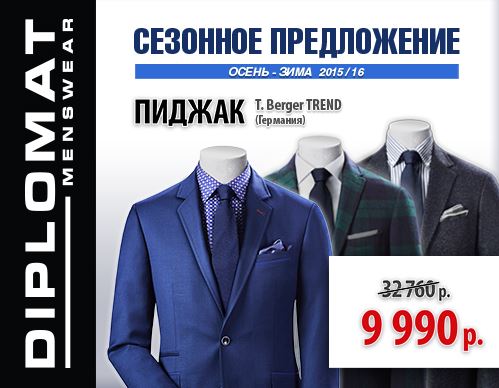 DIPLOMAT
MENSWEAR
СЕЗОННОЕ ПРЕДЛОЖЕНИЕ
ОСЕНЬ - ЗИМА 2015/16
ПИДЖАК T. Berger TREND
(Германия)
32 760 р.
9 990 р.